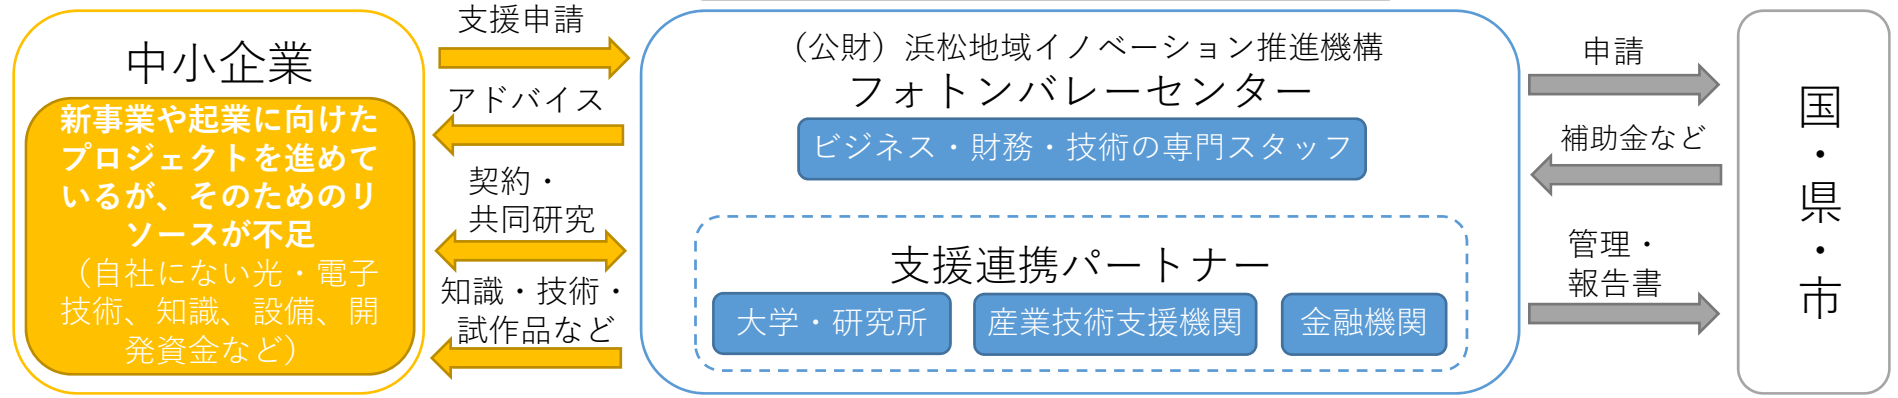 中小企業
新事業や起業に向けた
プロジェクトを進めて
いるが、そのためのリ
ソースが不足
（自社にない光・電子
技術、知識、設備、開
発資金など）
支援申請
アドバイス
契約・
共同研究
知識・技術・
試作品など
（公財）浜松地域イノベーション推進機構
フォトンバレーセンター
ビジネス・財務・技術の専門スタッフ
支援連携パートナー
大学・研究所
産業技術支援機関
金融機関
申請
補助金など
管理・
報告書
国・県・市